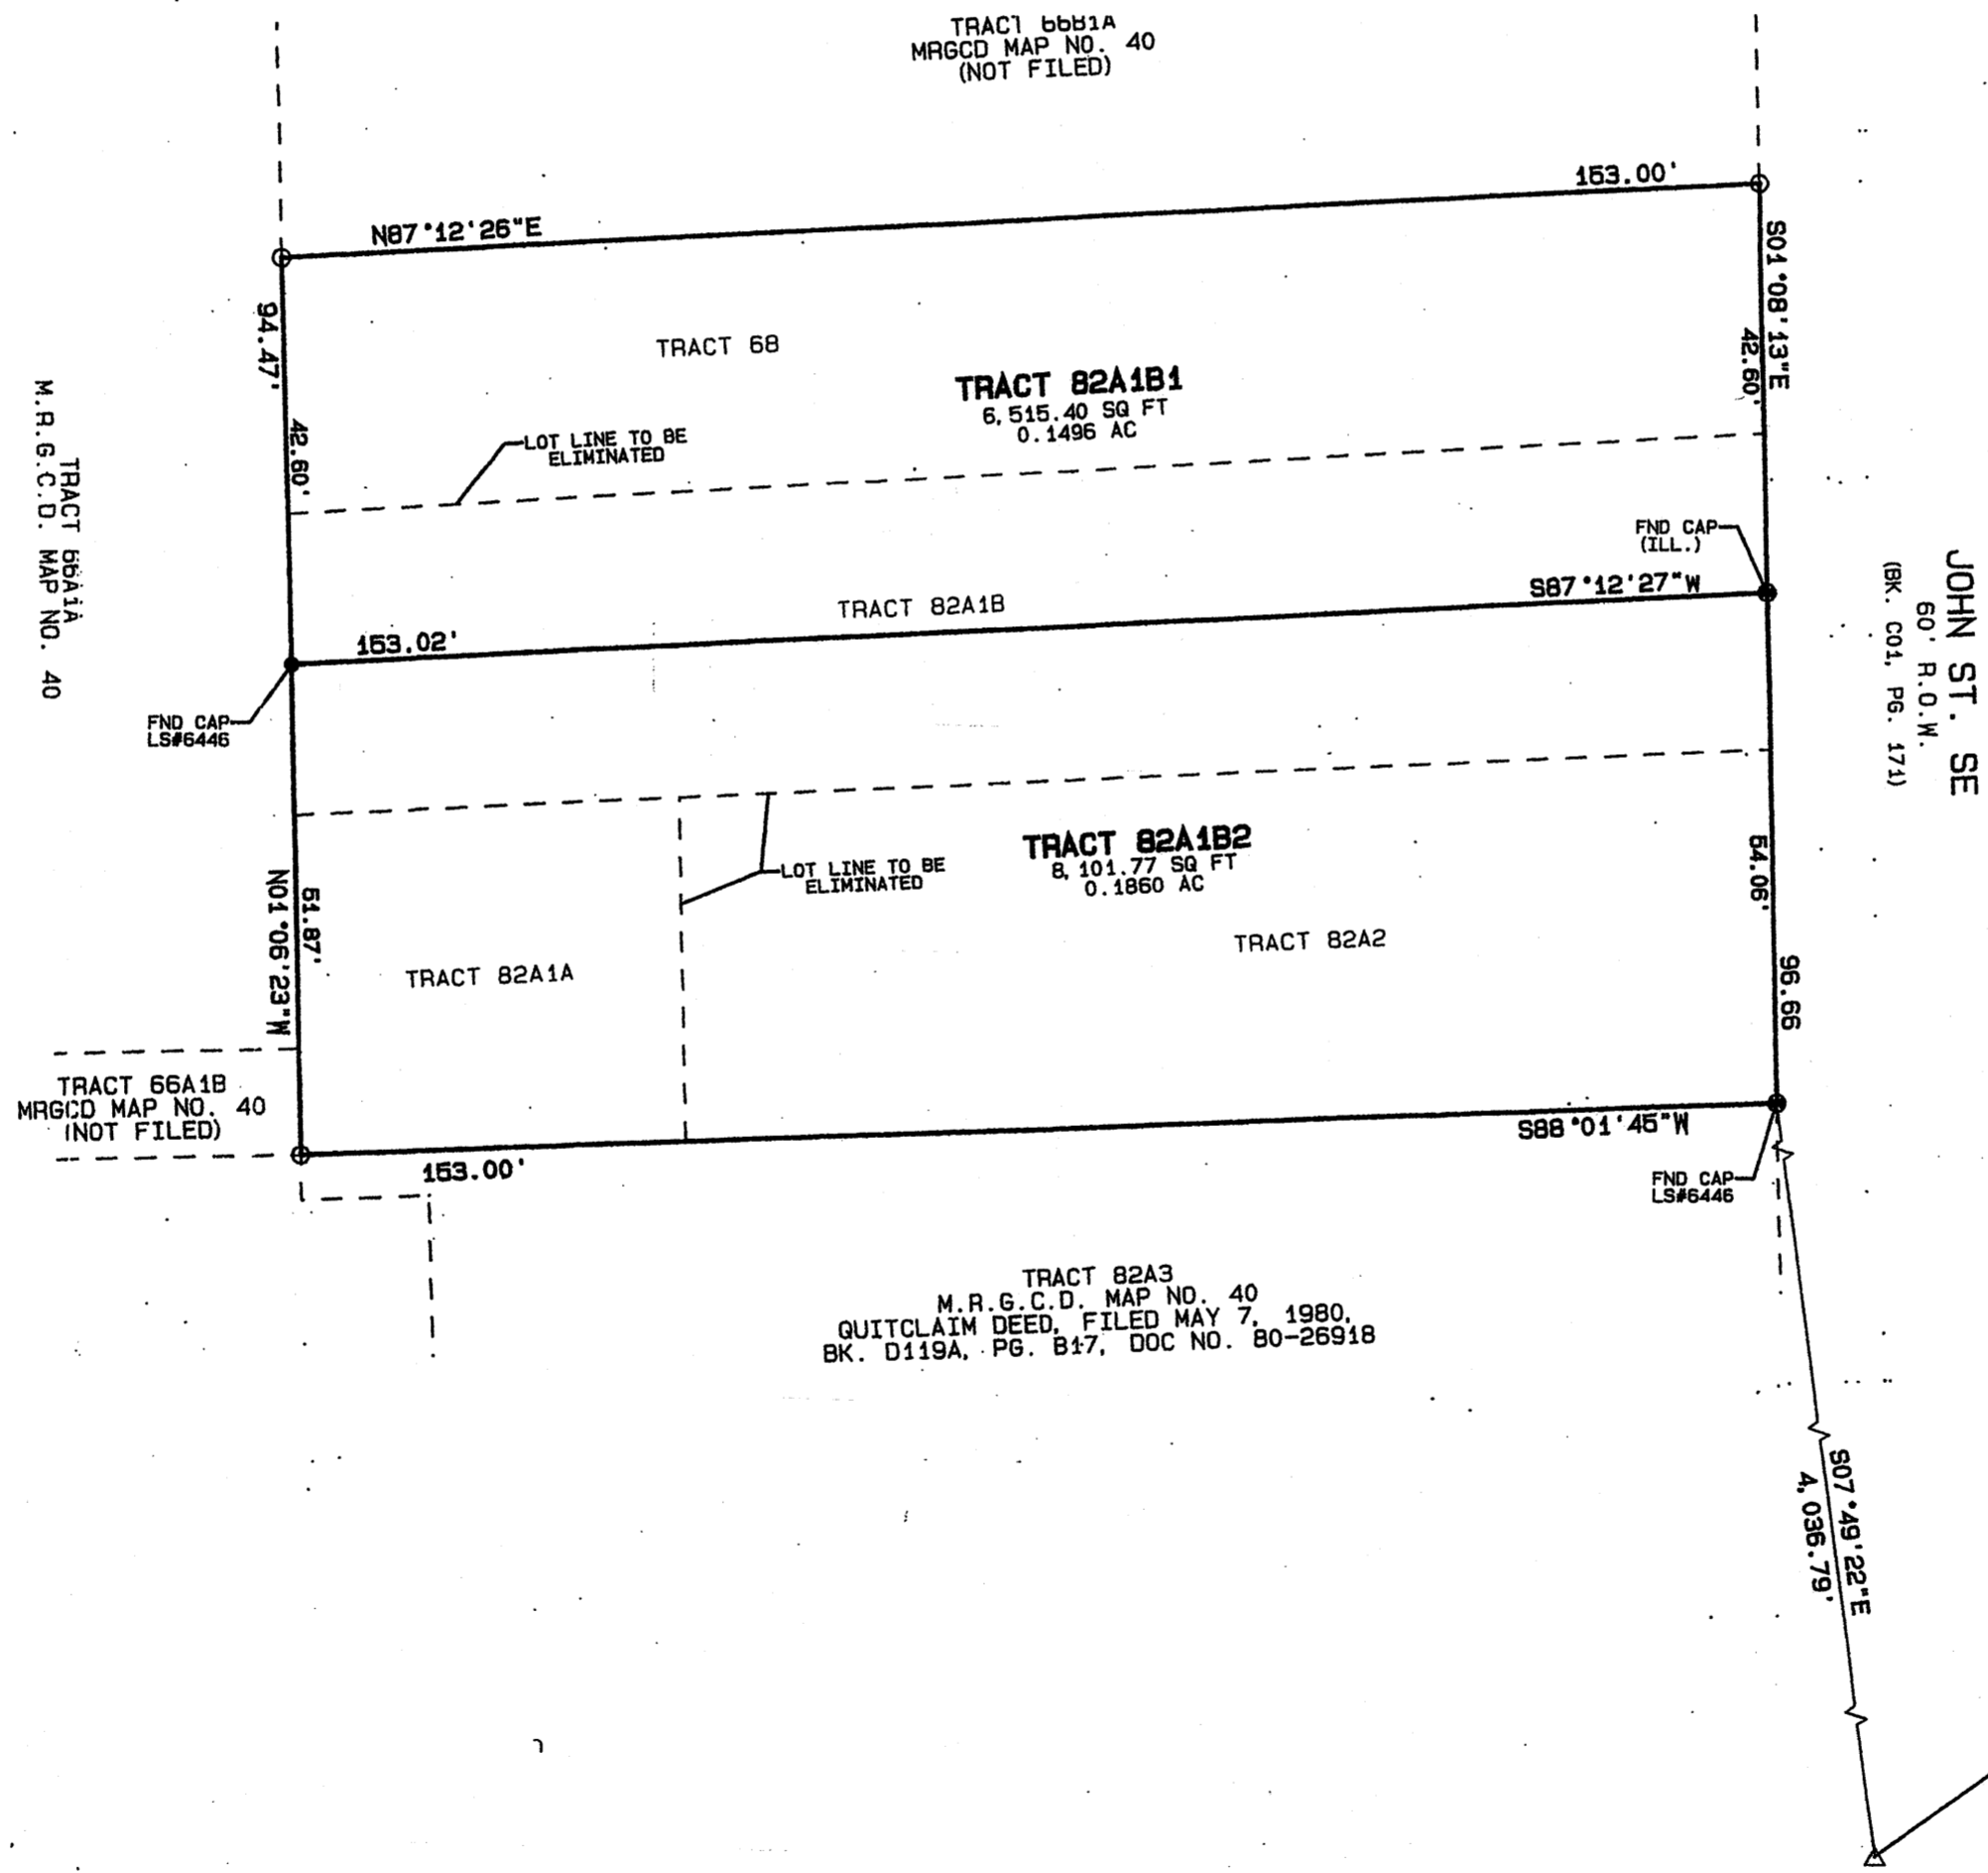 TRACT 66B1A
MRGCD MAP NO. 40
(NOT FILED)
153.00'
N87°12'26"E
S01°08'13"E
42.60'
94.47'
42.60'
TRACT 68
TRACT 82A1B1
6,515.40 SQ FT
0.1496 AC
LOT LINE TO BE
ELIMINATED
TRACT 66A1A
M.R.G.C.D. MAP NO. 40
FND CAP
(ILL.)
JOHN ST. SE
60' R.O.W.
(BK. C01, PG. 171)
S87°12'27"W
TRACT 82A1B
153.02'
FND CAP
LS#6446
TRACT 82A1B2
8,101.77 SQ FT
0.1860 AC
LOT LINE TO BE
ELIMINATED
54.06'
96.66
51.87'
N01°06'23"W
TRACT 82A2
TRACT 82A1A
TRACT 66A1B
MRGCD MAP NO. 40
(NOT FILED)
S88°01'45"W
153.00'
FND CAP
LS#6446
TRACT 82A3
M.R.G.C.D. MAP NO. 40
QUITCLAIM DEED, FILED MAY 7, 1980,
BK. D119A, PG. B17, DOC NO. 80-26918
S07°49'22"E
4,036.79'